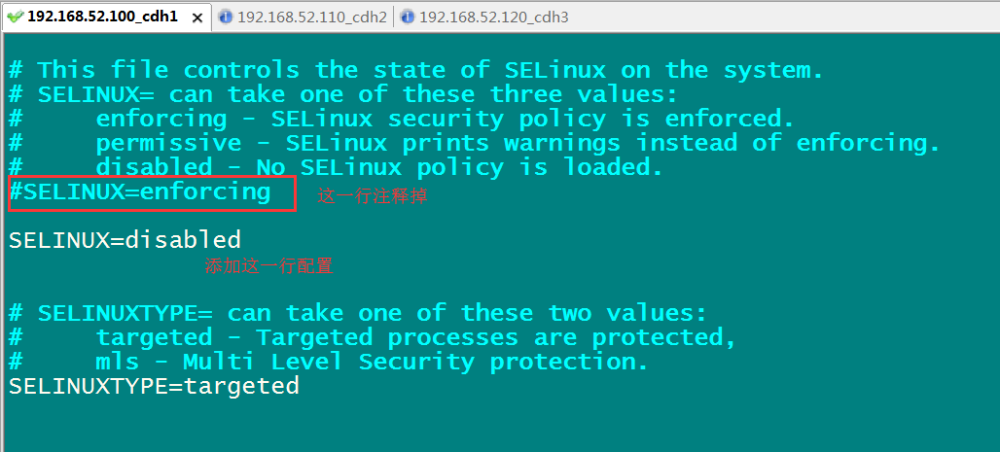 192.168.52.100_cdh1 192.168.52.110_cdh2 192.168.52.120_cdh3
# This file controls the state of SELinux on the system.
# SELINUX= can take one of these three values:
#     enforcing - SELinux security policy is enforced.
#     permissive - SELinux prints warnings instead of enforcing.
#     disabled - No SELinux policy is loaded.
#SELINUX=enforcing 这一行注释掉
SELINUX=disabled
添加这一行配置
# SELINUXTYPE= can take one of these two values:
#     targeted - Targeted processes are protected,
#     mls - Multi Level Security protection.
SELINUXTYPE=targeted